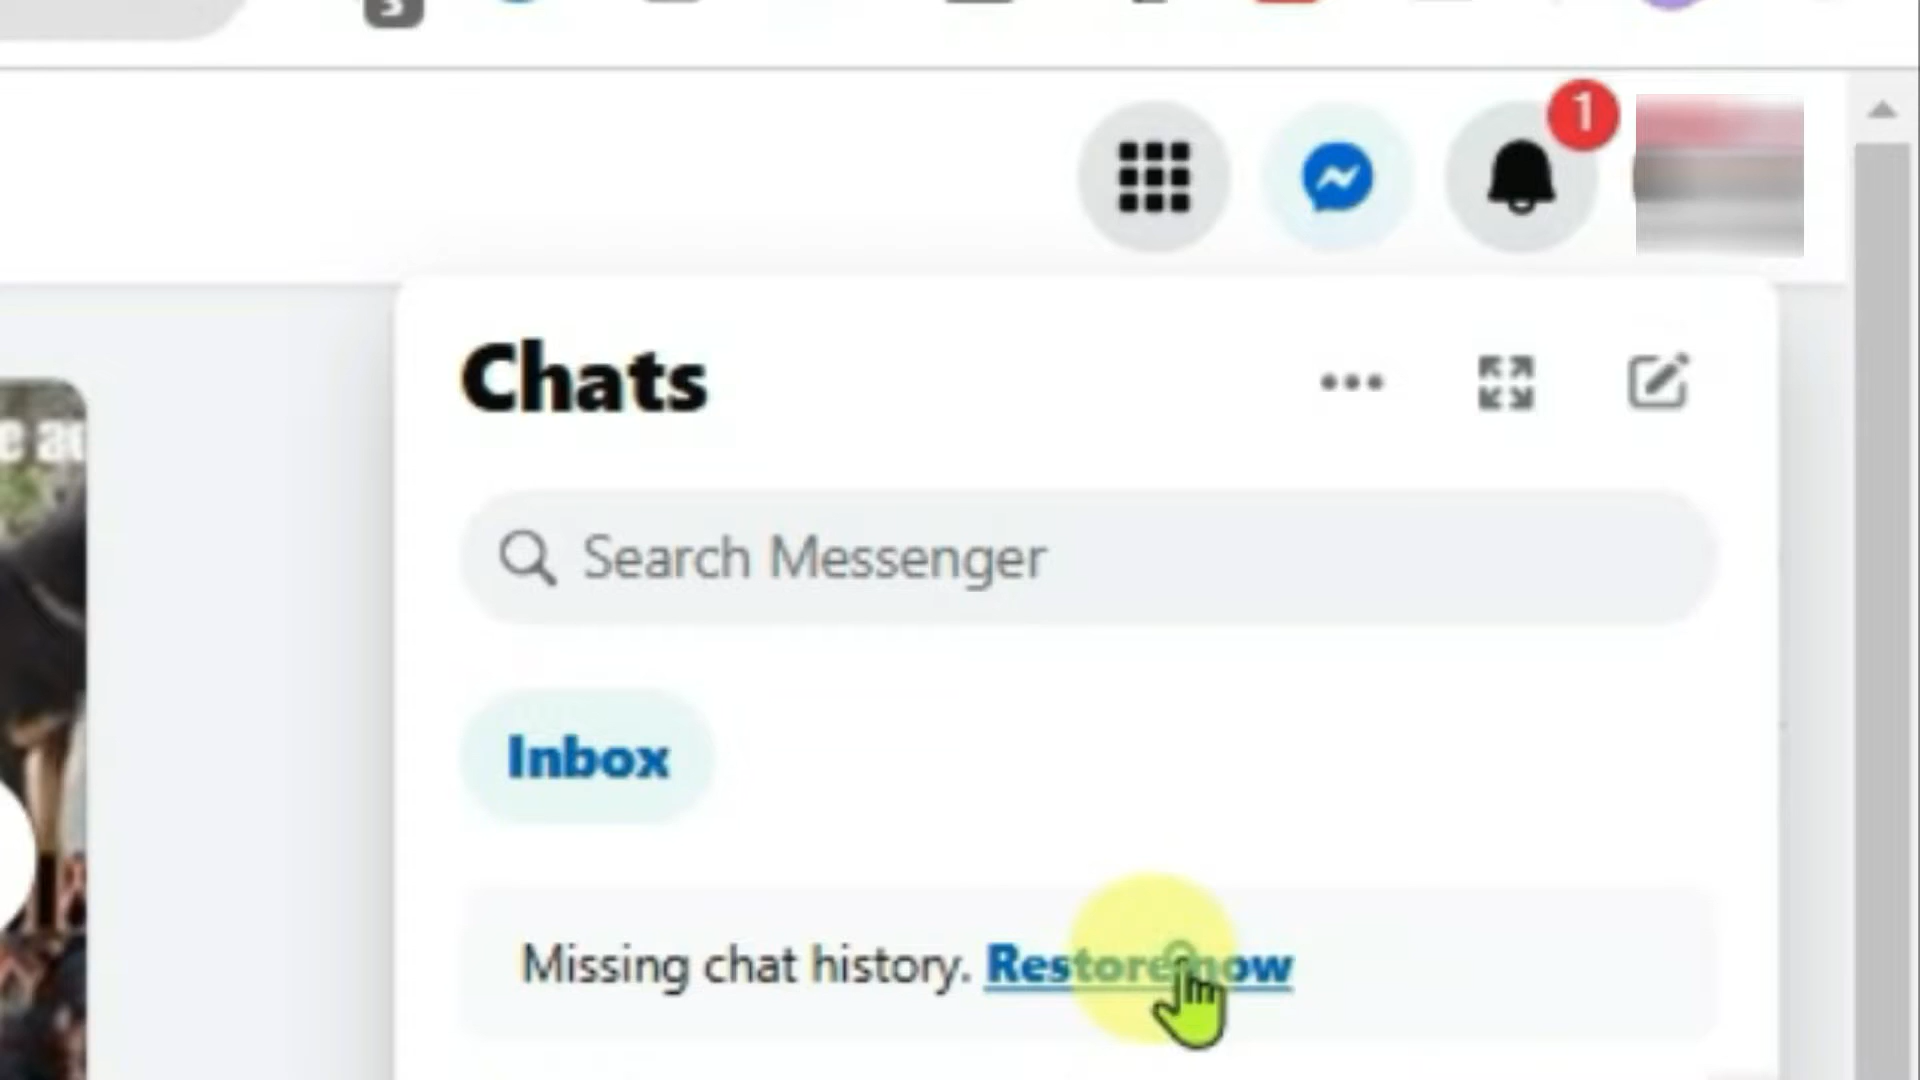 1
Chats
Search Messenger
Inbox
Missing chat history. Restore now